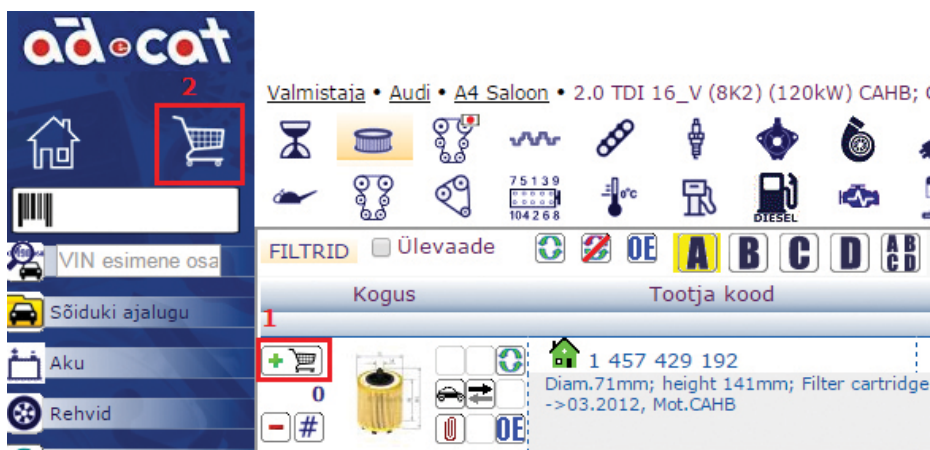 ad e cat
2
Valmistaja • Audi • A4 Saloon • 2.0 TDI 16_V (8K2) (120kW) CAHB;
°C
75139
104268
DIESEL
VIN esimene osa
FILTRID Ülevaade OE A B C D AB CD
Kogus Tootja kood
Sõiduki ajalugu
1
Aku
1 457 429 192
Diam.71mm; height 141mm; Filter cartridge
0
->03.2012, Mot.CAHB
Rehvid
# OE